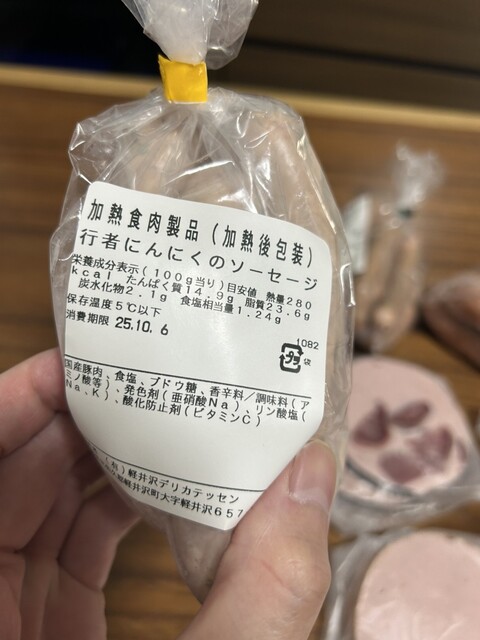 加熱食肉製品(加熱後包装)
行者にんにくのソーセージ
栄養成分表示(100g当り)目安値 熱量280
kcal たんぱく質14.9g 脂質23.6g
炭水化物2.1g 食塩相当量1.24g
保存温度5℃以下
消費期限 25.10.6
1082
プラ 袋
国産豚肉、食塩、ブドウ糖、香辛料/調味料(ア
ミノ酸等)、発色剤(亜硝酸Na)、リン酸塩(
Na、K)、酸化防止剤(ビタミンC)
(有)軽井沢デリカテッセン
軽井沢町大字軽井沢657